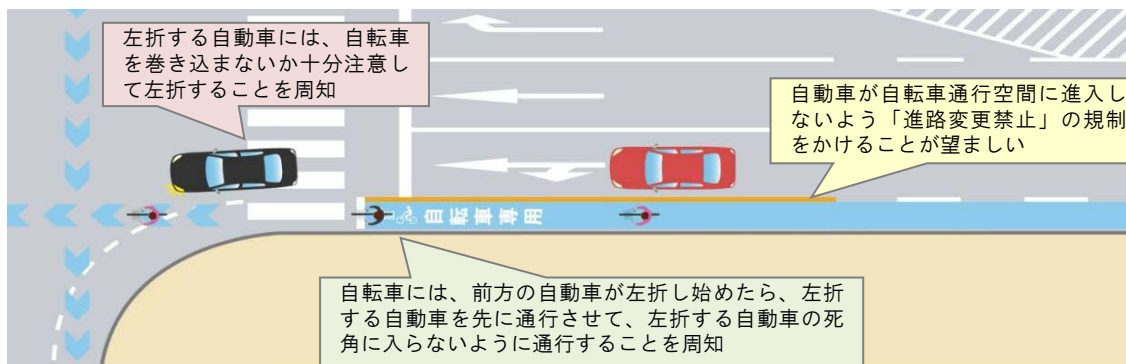 左折する自動車には、自転車
を巻き込まないか十分注意し
て左折することを周知
自動車が自転車通行空間に進入し
ないよう「進路変更禁止」の規制
をかけることが望ましい
自転車専用
自転車には、前方の自動車が左折し始めたら、左折
する自動車を先に通行させて、左折する自動車の死
角に入らないように通行することを周知